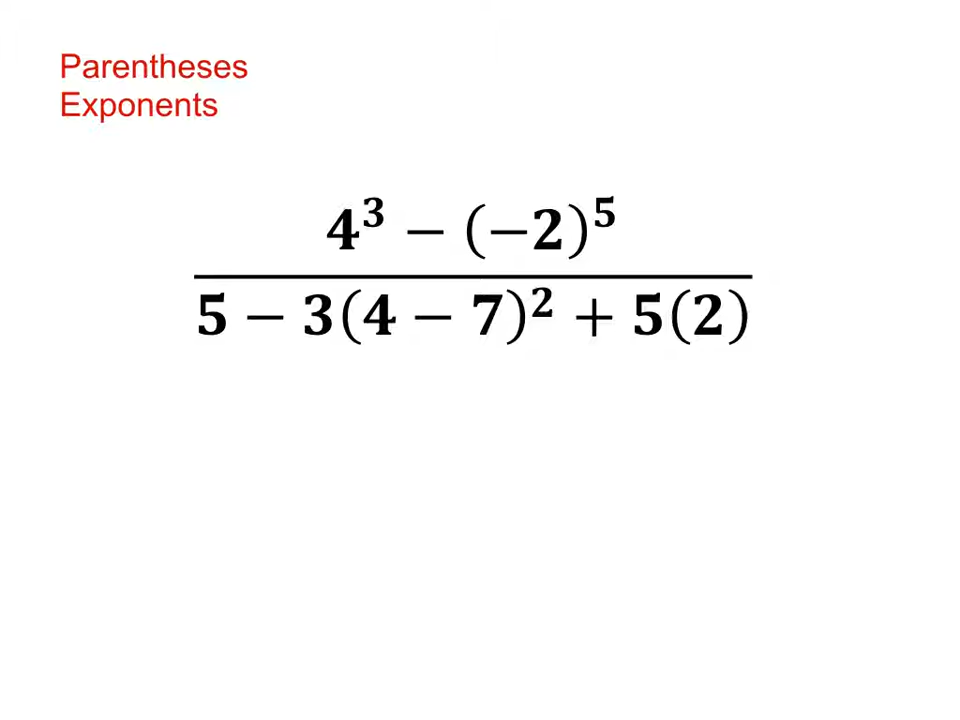 Parentheses
Exponents
4³ − (−2)⁵
5 − 3(4 − 7)² + 5(2)